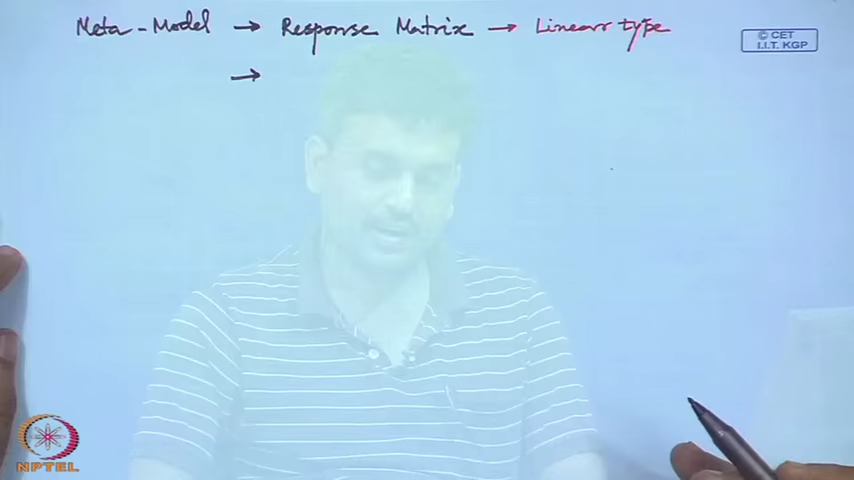 Meta-Model → Response Matrix → Linear type
→
© CET
I.I.T. KGP
NPTEL